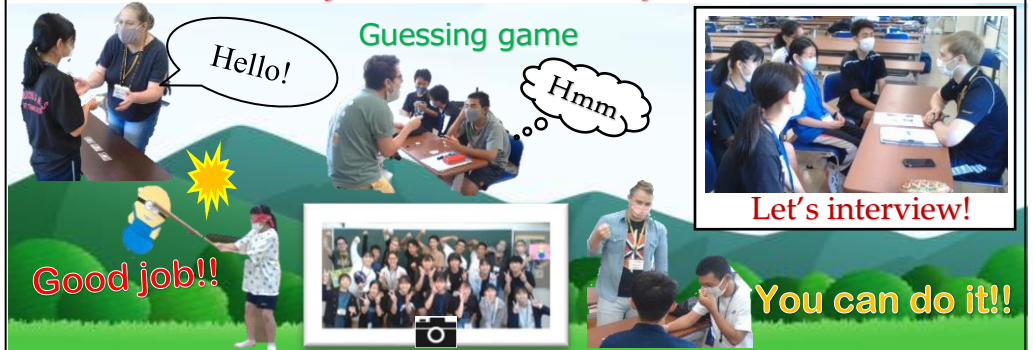 Hello!
Guessing game
Hmm
Let's interview!
Good job!!
You can do it!!